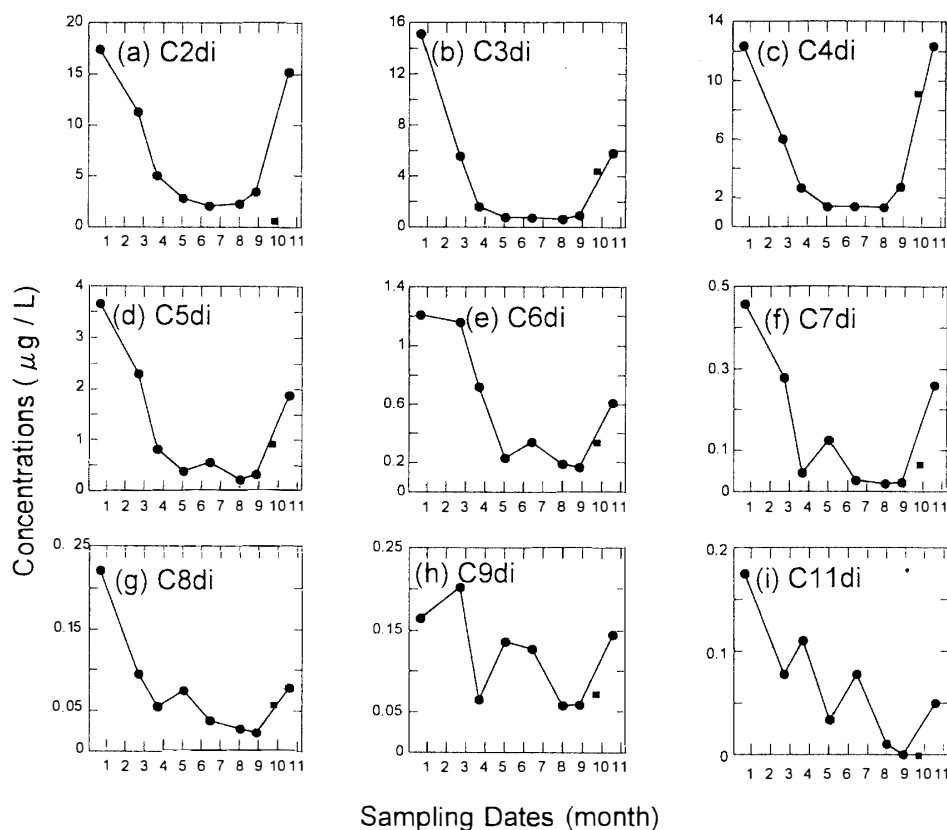 20
15
10
5
0
(a) C2di
1 2 3 4 5 6 7 8 9 10 11
16
12
8
4
0
(b) C3di
1 2 3 4 5 6 7 8 9 10 11
14
12
10
8
6
4
2
0
(c) C4di
1 2 3 4 5 6 7 8 9 10 11
Concentrations (μg / L)
4
3
2
1
0
(d) C5di
1 2 3 4 5 6 7 8 9 10 11
1.4
1
0.6
0.2
0
(e) C6di
1 2 3 4 5 6 7 8 9 10 11
0.5
0.3
0.1
0
(f) C7di
1 2 3 4 5 6 7 8 9 10 11
0.25
0.15
0.05
0
(g) C8di
1 2 3 4 5 6 7 8 9 10 11
0.25
0.15
0.05
0
(h) C9di
1 2 3 4 5 6 7 8 9 10 11
0.2
0.1
0
(i) C11di
1 2 3 4 5 6 7 8 9 10 11
Sampling Dates (month)